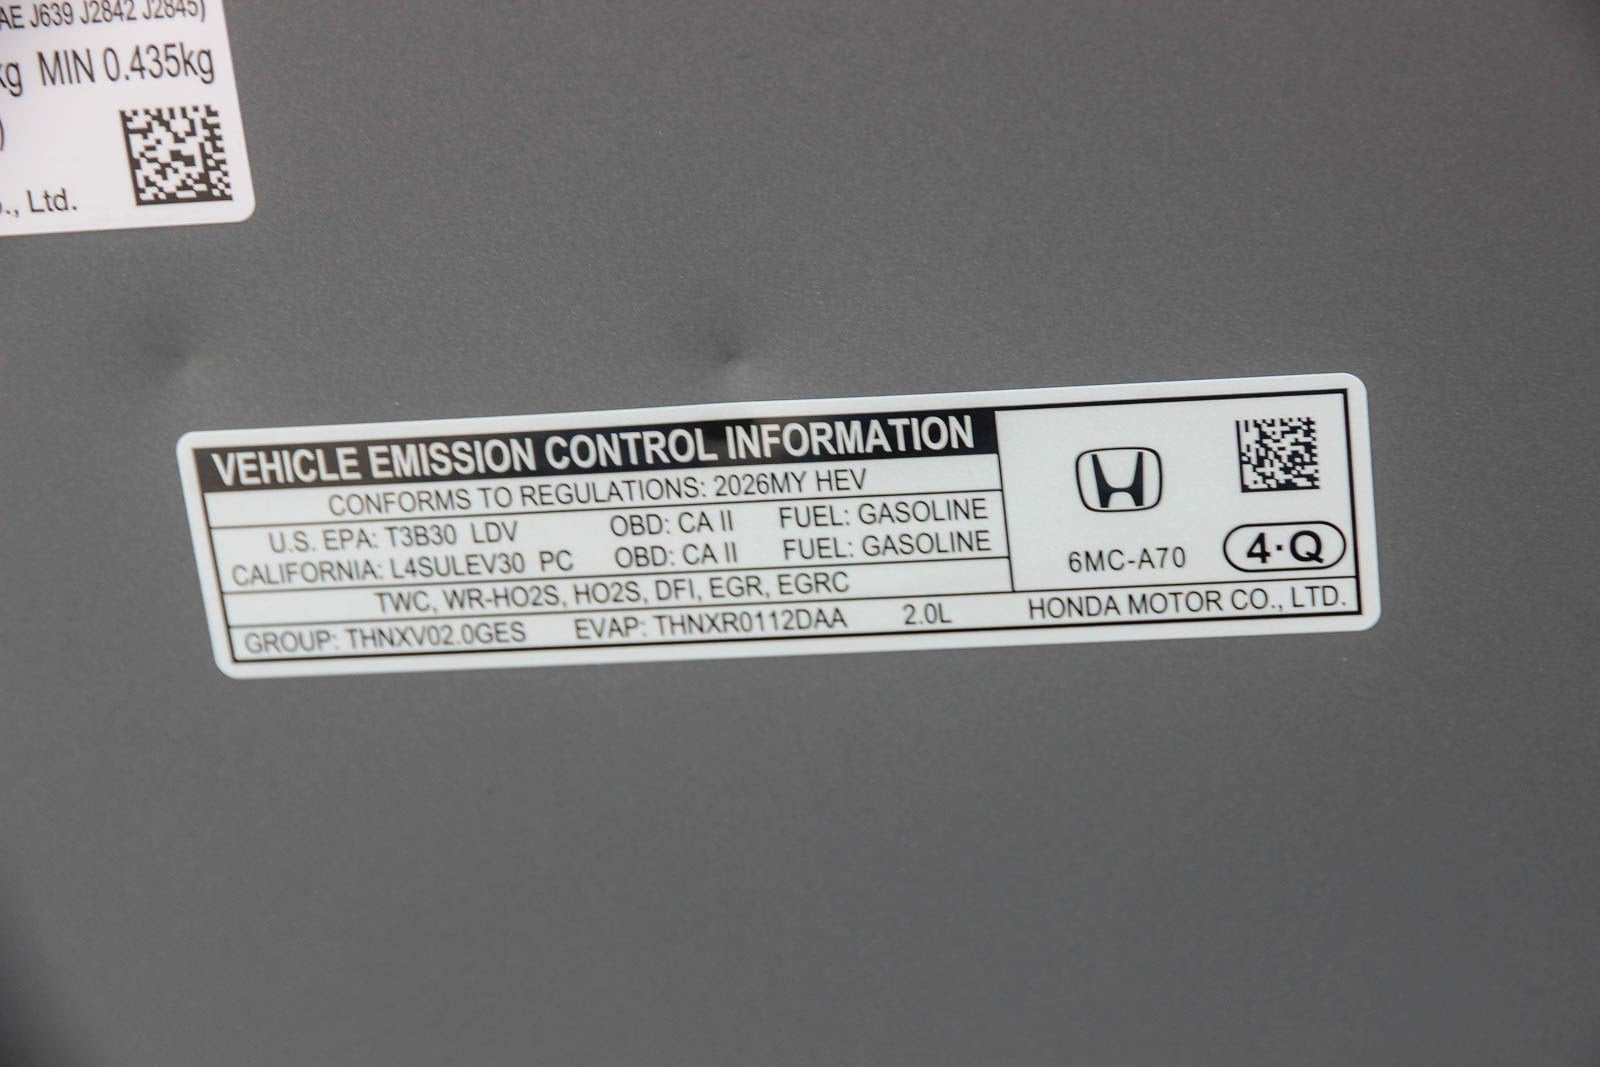 AE J639 J2842 J2845)
kg MIN 0.435kg
)
., Ltd.
VEHICLE EMISSION CONTROL INFORMATION
CONFORMS TO REGULATIONS: 2026MY HEV
U.S. EPA: T3B30 LDV OBD: CA II FUEL: GASOLINE
CALIFORNIA: L4SULEV30 PC OBD: CA II FUEL: GASOLINE
TWC, WR-HO2S, HO2S, DFI, EGR, EGRC
GROUP: THNXV02.0GES EVAP: THNXR0112DAA 2.0L HONDA MOTOR CO., LTD.
6MC-A70 4·Q